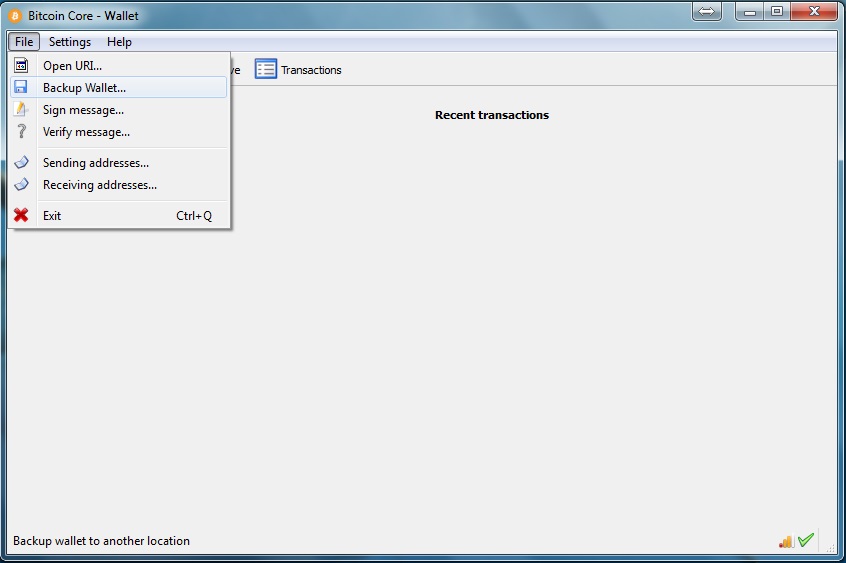 Bitcoin Core - Wallet
File Settings Help
Open URI...
Backup Wallet...
Sign message...
Verify message...
Sending addresses...
Receiving addresses...
Exit Ctrl+Q
ve Transactions
Recent transactions
Backup wallet to another location